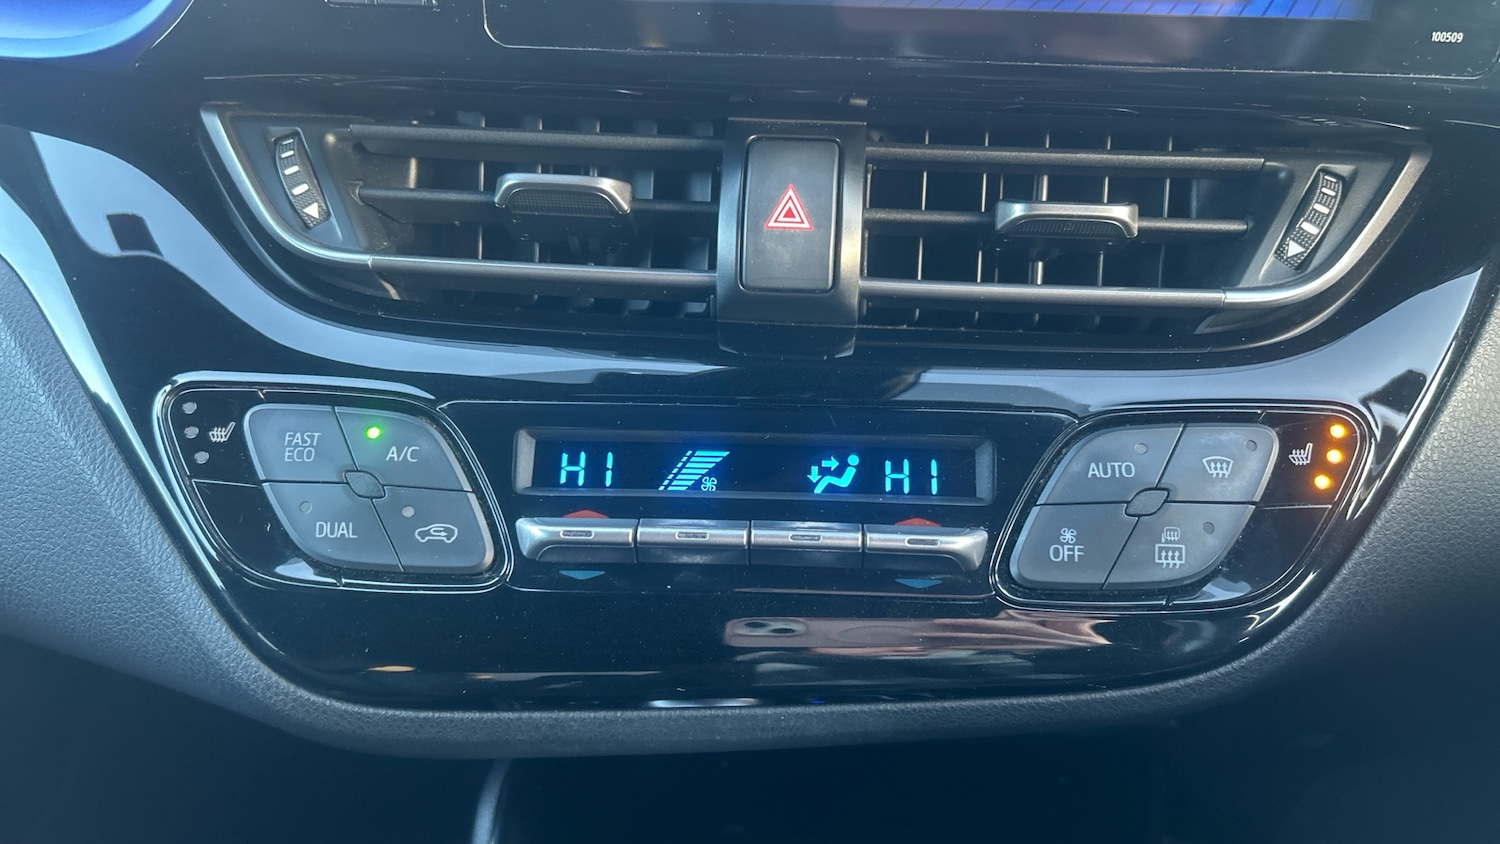 100509
FAST
ECO
A/C
HI
HI
AUTO
DUAL
OFF